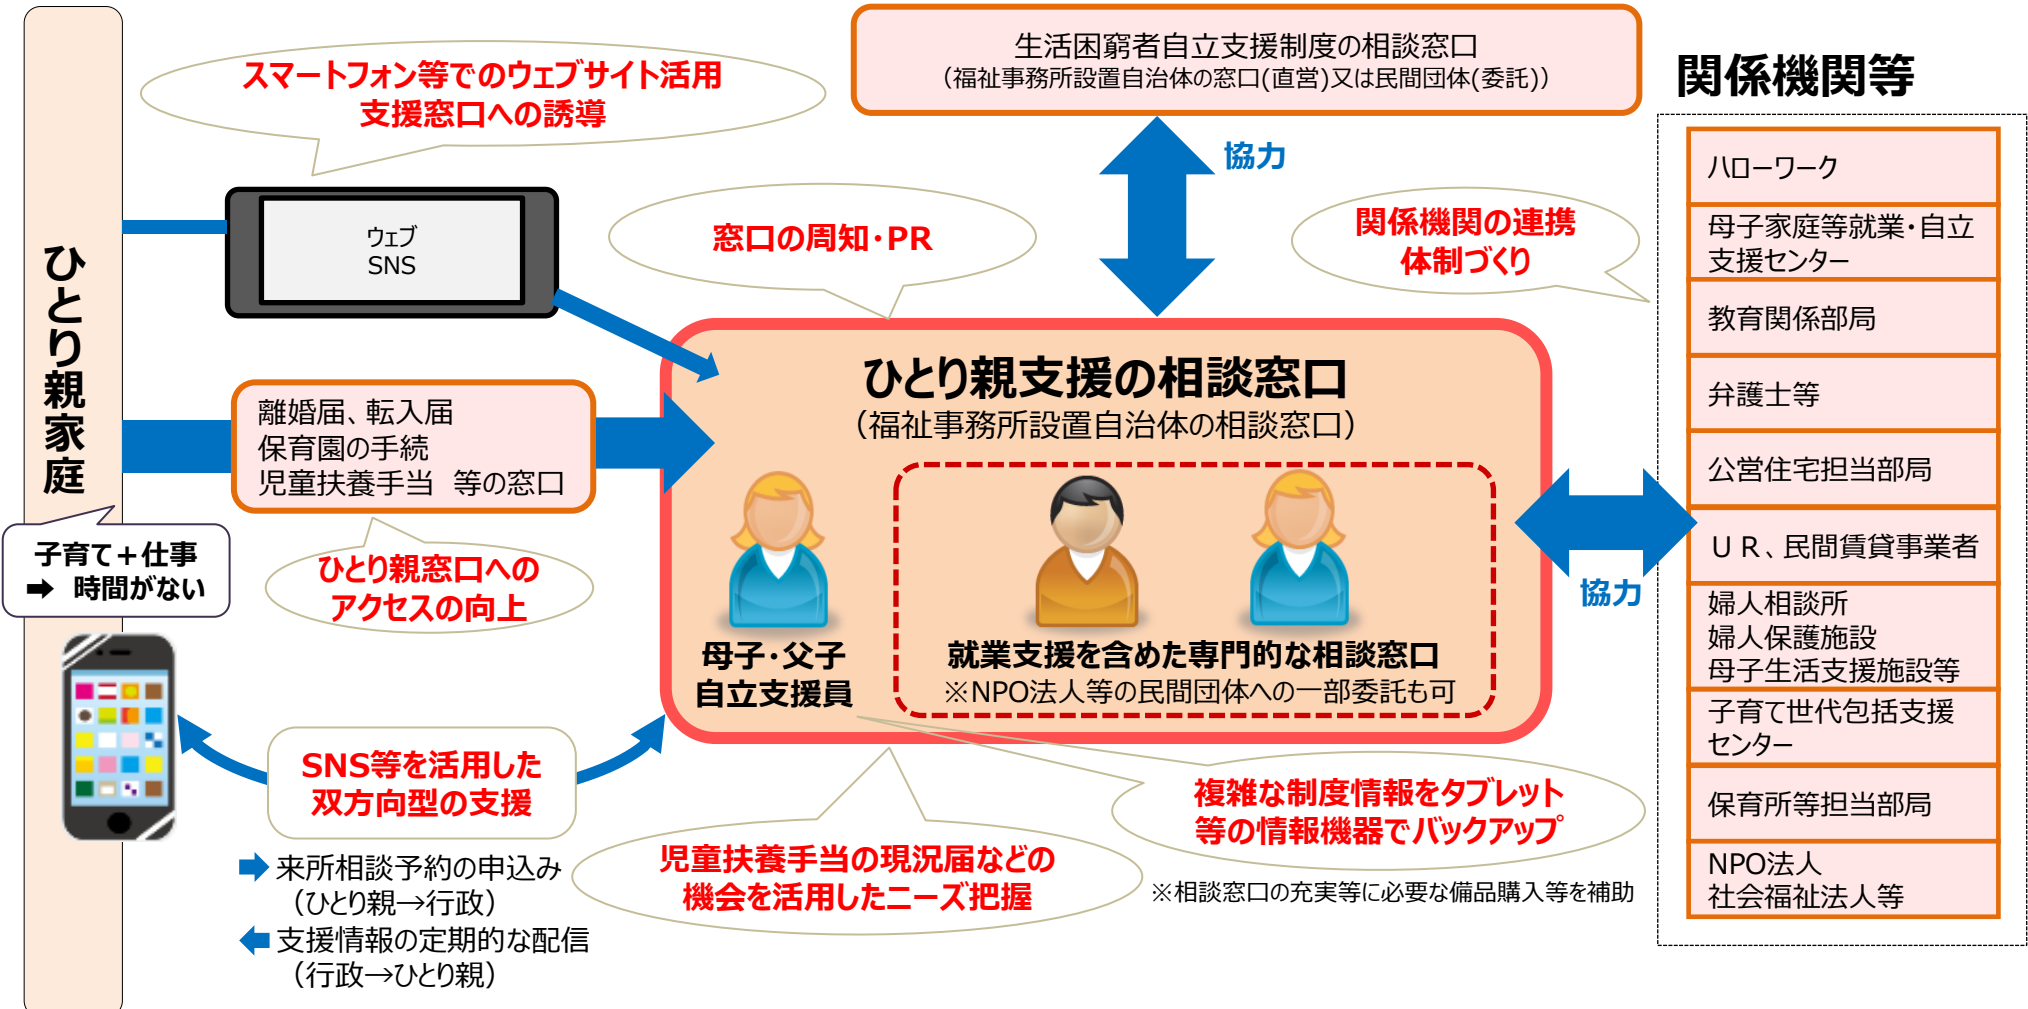 ひとり親家庭
子育て＋仕事
➡ 時間がない
スマートフォン等でのウェブサイト活用
支援窓口への誘導
ウェブ
SNS
離婚届、転入届
保育園の手続
児童扶養手当　等の窓口
ひとり親窓口への
アクセスの向上
SNS等を活用した
双方向型の支援
来所相談予約の申込み
（ひとり親→行政）
支援情報の定期的な配信
（行政→ひとり親）
生活困窮者自立支援制度の相談窓口
（福祉事務所設置自治体の窓口(直営)又は民間団体(委託)）
協力
窓口の周知・PR
関係機関の連携
体制づくり
ひとり親支援の相談窓口
（福祉事務所設置自治体の相談窓口）
母子・父子
自立支援員
就業支援を含めた専門的な相談窓口
※NPO法人等の民間団体への一部委託も可
児童扶養手当の現況届などの
機会を活用したニーズ把握
複雑な制度情報をタブレット
等の情報機器でバックアップ
※相談窓口の充実等に必要な備品購入等を補助
協力
関係機関等
ハローワーク
母子家庭等就業・自立
支援センター
教育関係部局
弁護士等
公営住宅担当部局
ＵＲ、民間賃貸事業者
婦人相談所
婦人保護施設
母子生活支援施設等
子育て世代包括支援
センター
保育所等担当部局
NPO法人
社会福祉法人等